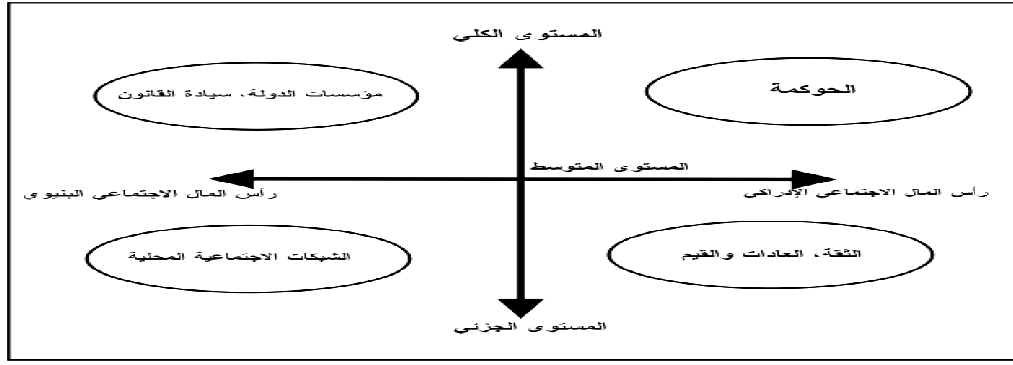 المستوى الكلي
الحوكمة
مؤسسات الدولة، سيادة القانون
المستوى المتوسط
رأس المال الاجتماعي الإدراكي
رأس المال الاجتماعي البنيوي
الثقة، العادات والقيم
الشبكات الاجتماعية المحلية
المستوى الجزئي